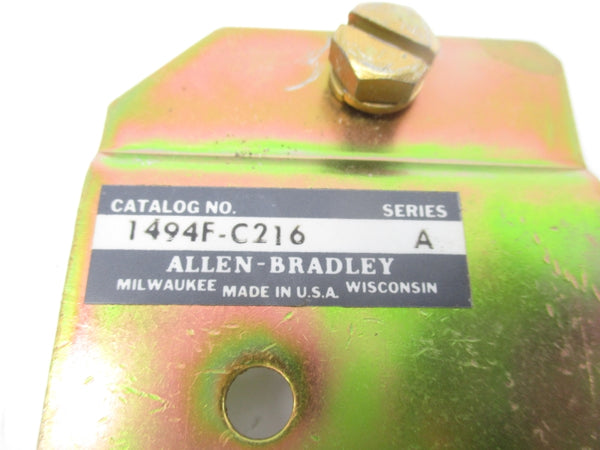 CATALOG NO. SERIES
1494F-C216 A
ALLEN-BRADLEY
MILWAUKEE MADE IN U.S.A. WISCONSIN